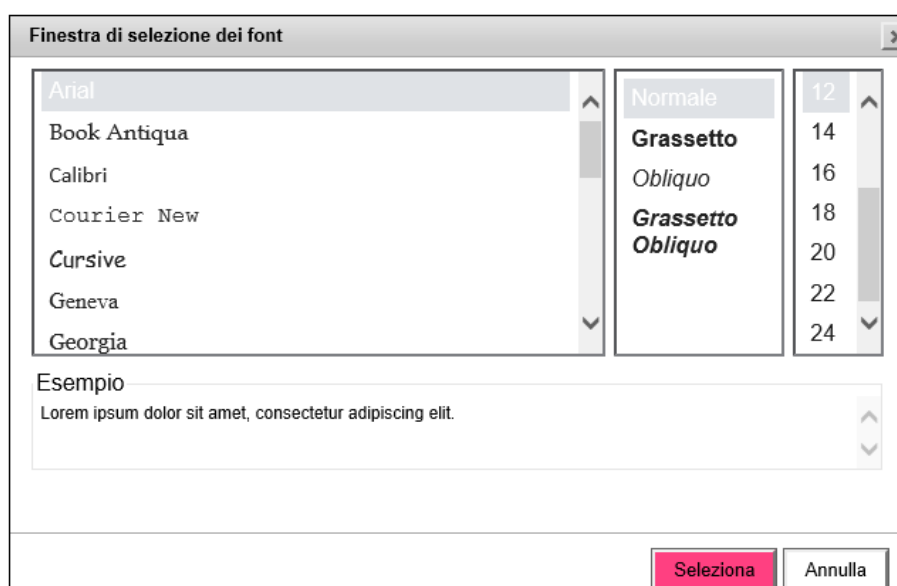 Finestra di selezione dei font
Arial
Book Antiqua
Calibri
Courier New
Cursive
Geneva
Georgia
Normale
Grassetto
Obliquo
Grassetto
Obliquo
12
14
16
18
20
22
24
Esempio
Lorem ipsum dolor sit amet, consectetur adipiscing elit.
Seleziona
Annulla